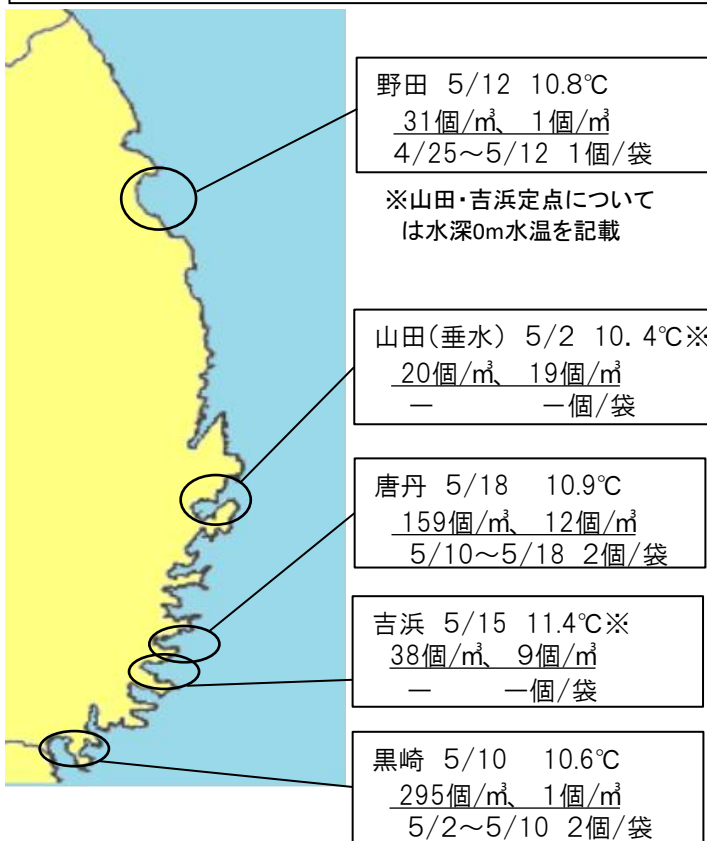 野田 5/12 10.8℃
31個/㎥、 1個/㎥
4/25～5/12 1個/袋
※山田・吉浜定点について
は水深0m水温を記載
山田(垂水) 5/2 10.4℃※
20個/㎥、 19個/㎥
－ －個/袋
唐丹 5/18 10.9℃
159個/㎥、 12個/㎥
5/10～5/18 2個/袋
吉浜 5/15 11.4℃※
38個/㎥、 9個/㎥
－ －個/袋
黒崎 5/10 10.6℃
295個/㎥、 1個/㎥
5/2～5/10 2個/袋